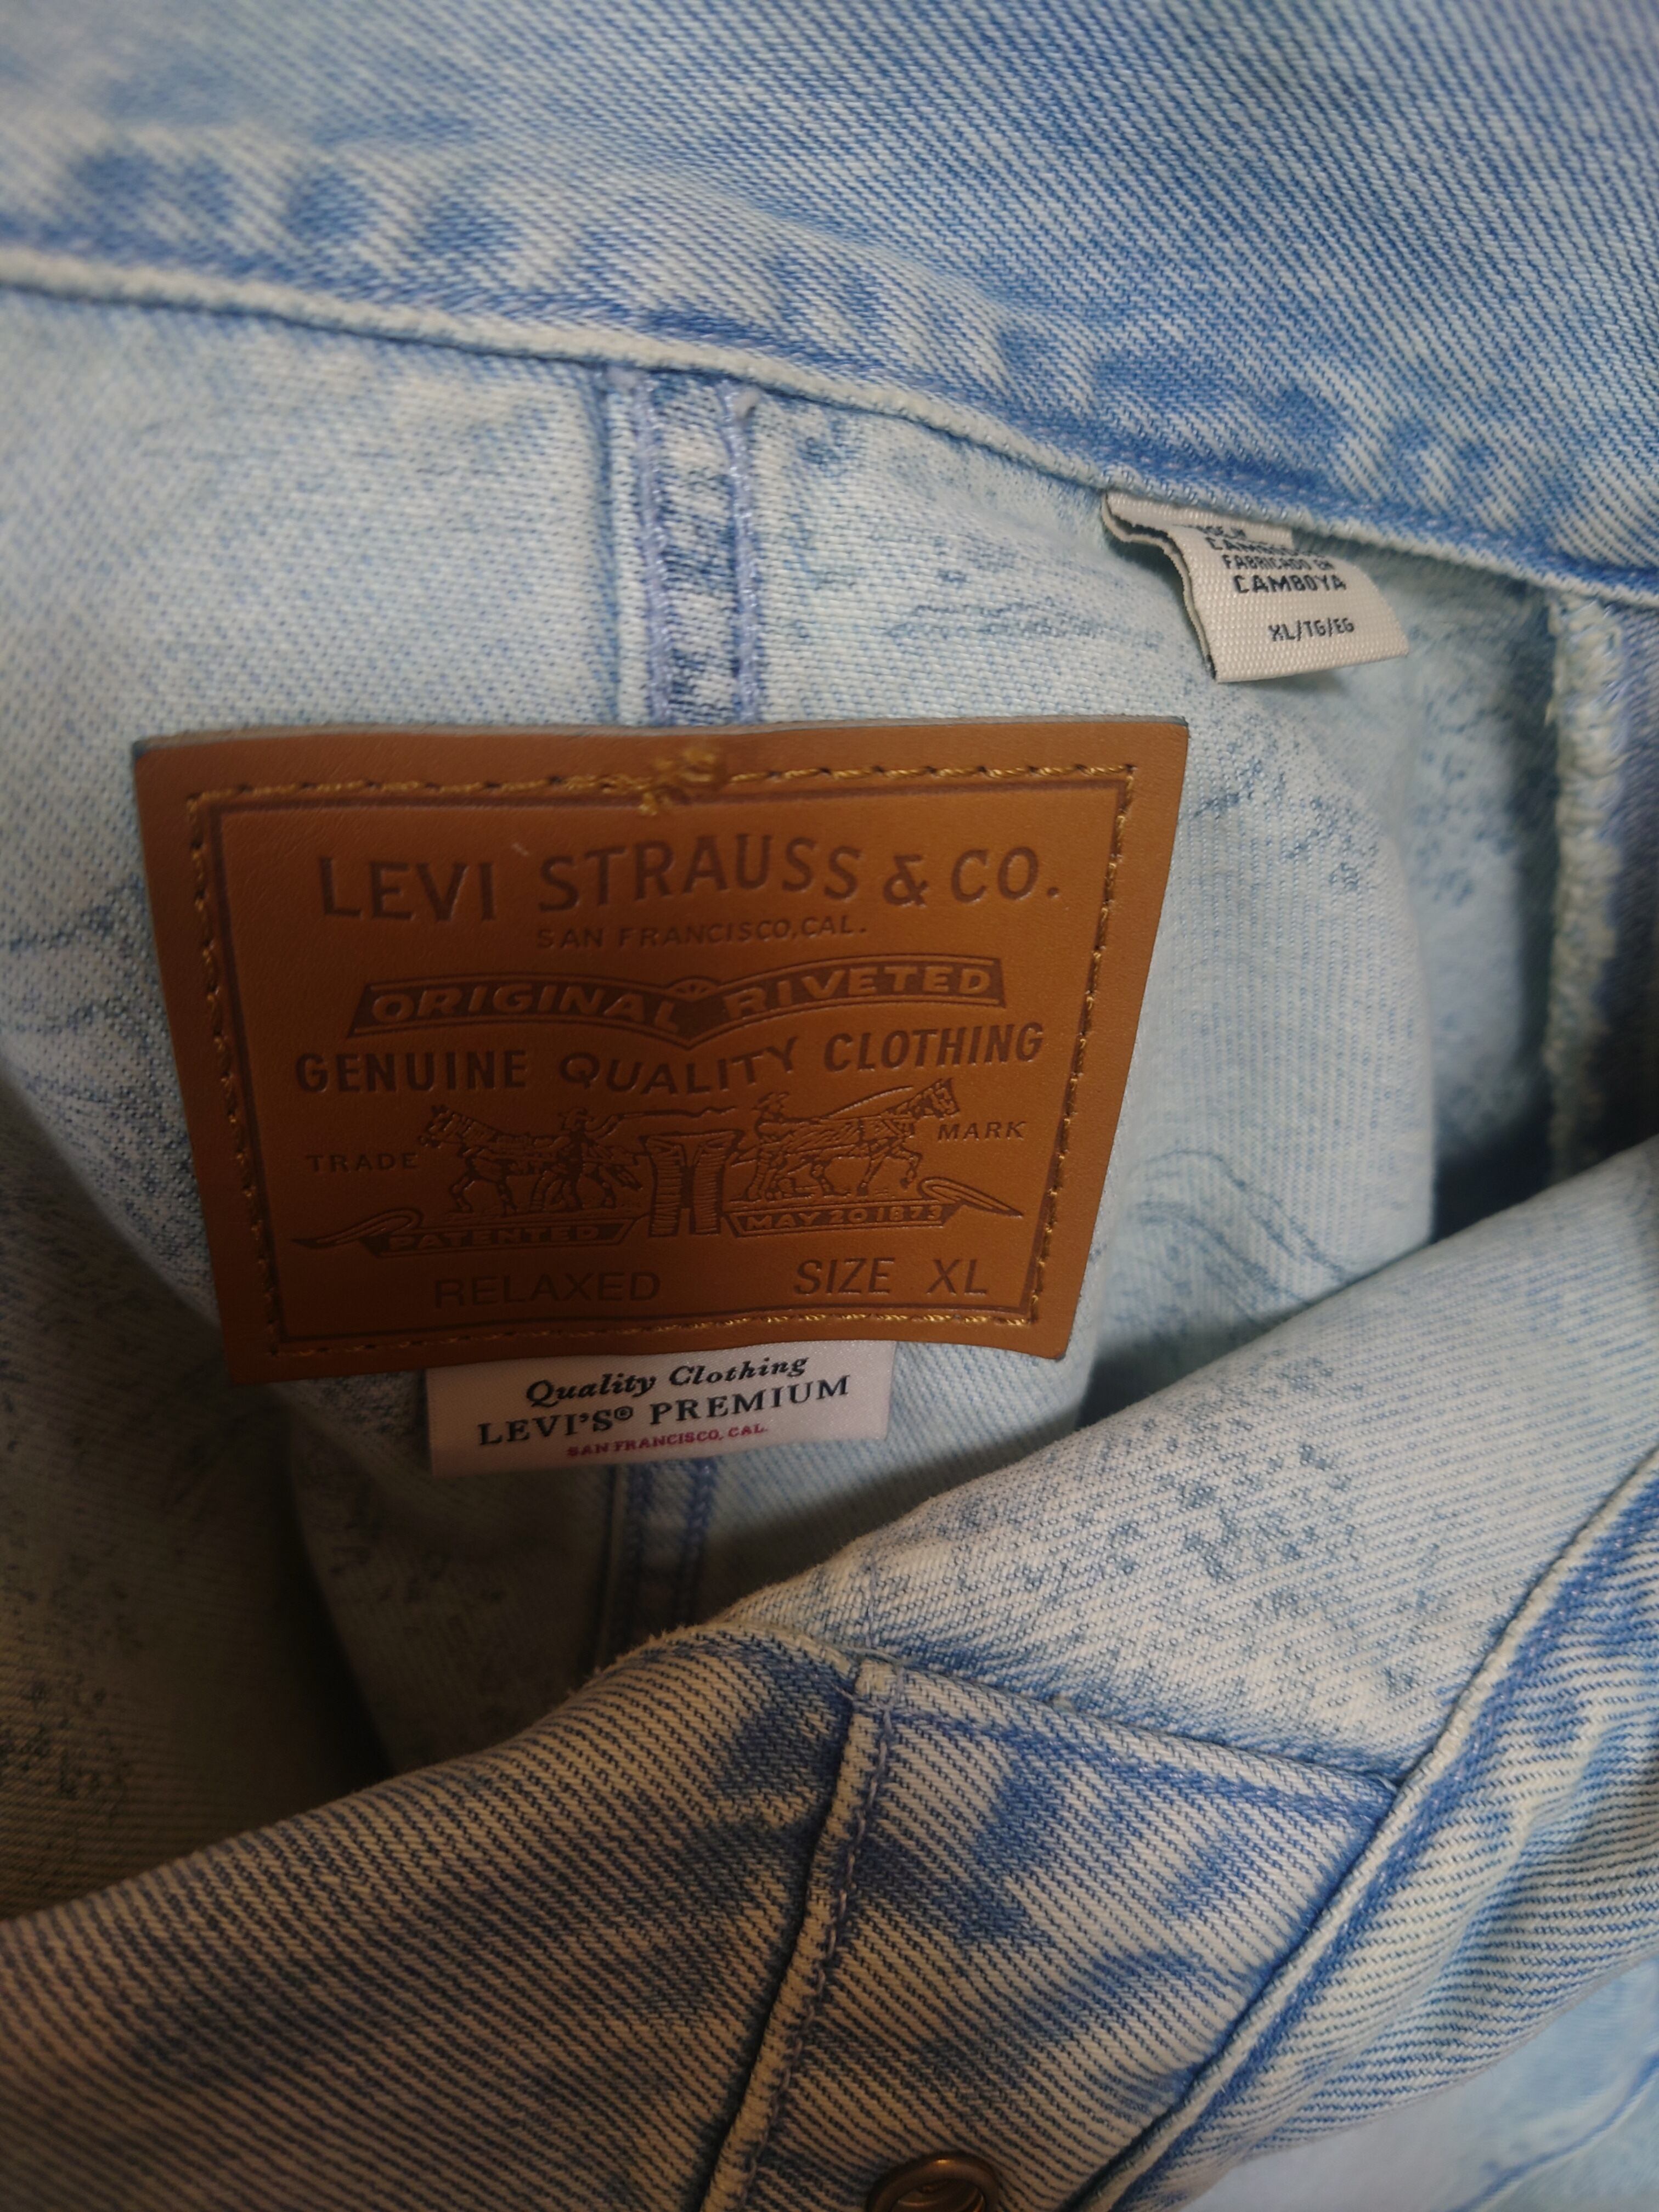 FABRICADO EN
CAMBOYA
XL/TG/EG
LEVI STRAUSS & CO.
SAN FRANCISCO, CAL.
ORIGINAL RIVETED
GENUINE QUALITY CLOTHING
TRADE MARK
PATENTED MAY 20 1873
RELAXED SIZE XL
Quality Clothing
LEVI'S® PREMIUM
SAN FRANCISCO, CAL.